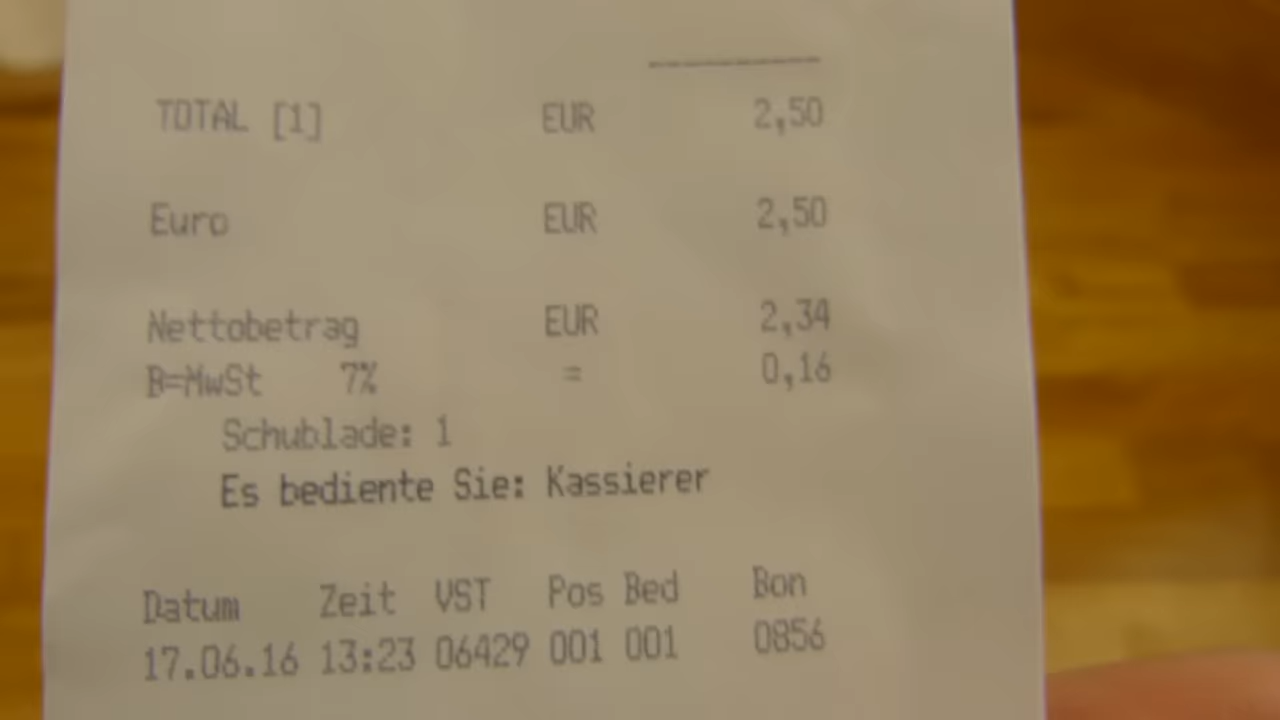 TOTAL [1] EUR 2,50
Euro EUR 2,50
Nettobetrag EUR 2,34
B=MwSt 7% = 0,16
Schublade: 1
Es bediente Sie: Kassierer
Datum Zeit VST Pos Bed Bon
17.06.16 13:23 06429 001 001 0856